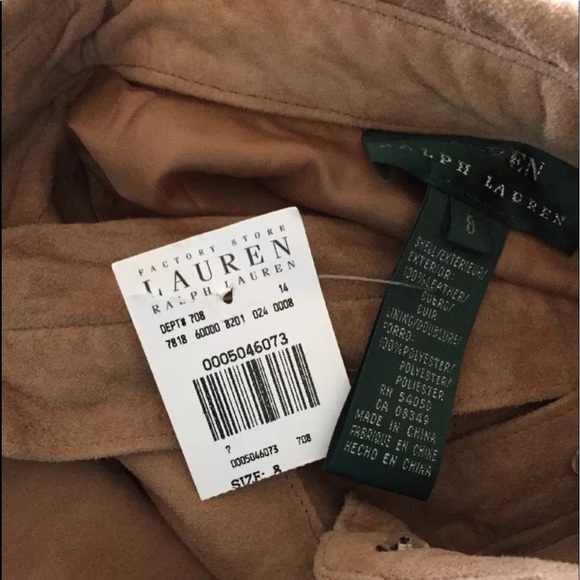 FACTORY STORE
LAUREN
RALPH LAUREN
DEPT# 708 14
7818 60000 8201 024 0008
0005046073
? 708
0005046073
SIZE: 8
REN
RALPH LAUREN
8
SHELL/EXTERIEUR/
EXTERIOR:
100%LEATHER/
CUERO/
CUIR
LINING/DOUBLURE/
FORRO:
100%POLYESTER/
POLYESTER/
POLIESTER
RN 54050
CA 08349
MADE IN CHINA
FABRIQUE EN CHINE
HECHO EN CHINA